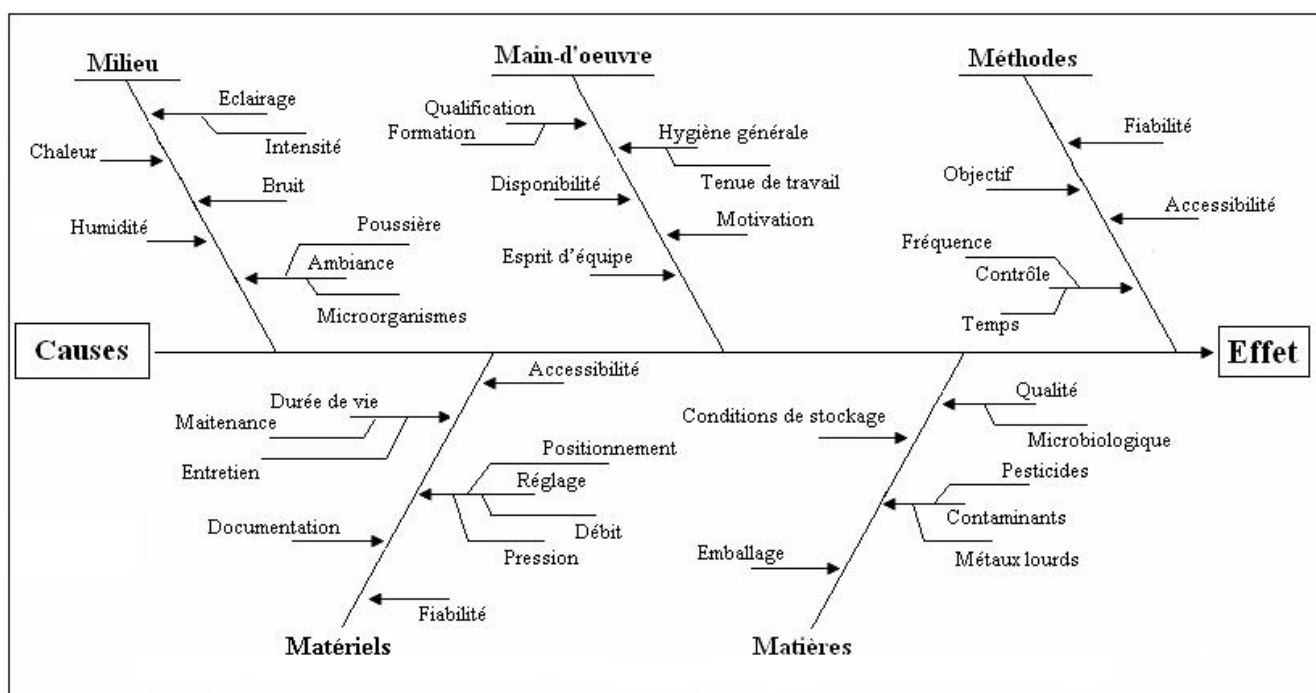 Milieu
Eclairage
Intensité
Chaleur
Bruit
Humidité
Poussière
Ambiance
Microorganismes
Main-d'oeuvre
Qualification
Formation
Hygiène générale
Tenue de travail
Disponibilité
Motivation
Esprit d'équipe
Méthodes
Fiabilité
Objectif
Accessibilité
Fréquence
Contrôle
Temps
Causes
Effet
Accessibilité
Durée de vie
Maitenance
Entretien
Positionnement
Réglage
Débit
Pression
Documentation
Fiabilité
Matériels
Qualité
Microbiologique
Conditions de stockage
Pesticides
Contaminants
Métaux lourds
Emballage
Matières